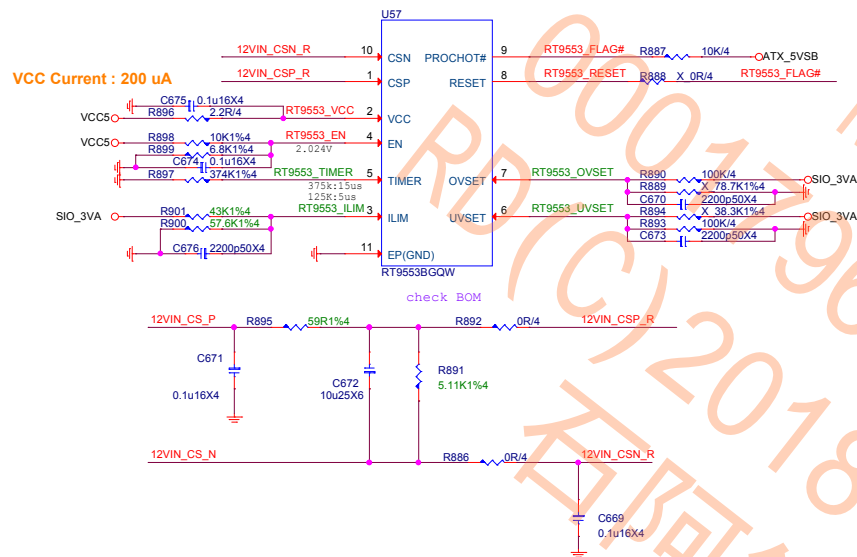 U57
12VIN_CSN_R 10 CSN PROCHOT# 9 RT9553_FLAG# R887 10K/4 ATX_5VSB
12VIN_CSP_R 1 CSP RESET 8 RT9553_RESET R888 X_0R/4 RT9553_FLAG#
VCC Current : 200 uA
C675 0.1u16X4
VCC5 R896 2.2R/4 RT9553_VCC 2 VCC
VCC5 R898 10K1%4 RT9553_EN 4 EN
R899 6.8K1%4 2.024V
C674 0.1u16X4
R897 374K1%4 RT9553_TIMER 5 TIMER OVSET 7 RT9553_OVSET R890 100K/4 SIO_3VA
375k:15us
125K:5us
R889 X_78.7K1%4
C670 2200p50X4
SIO_3VA R901 43K1%4 RT9553_ILIM 3 ILIM UVSET 6 RT9553_UVSET R894 X_38.3K1%4 SIO_3VA
R900 57.6K1%4
R893 100K/4
C673 2200p50X4
C676 2200p50X4 11 EP(GND)
RT9553BGQW
check BOM
12VIN_CS_P R895 59R1%4 R892 0R/4 12VIN_CSP_R
C671 0.1u16X4
C672 10u25X6
R891 5.11K1%4
12VIN_CS_N R886 0R/4 12VIN_CSN_R
C669 0.1u16X4
RD(C)2018